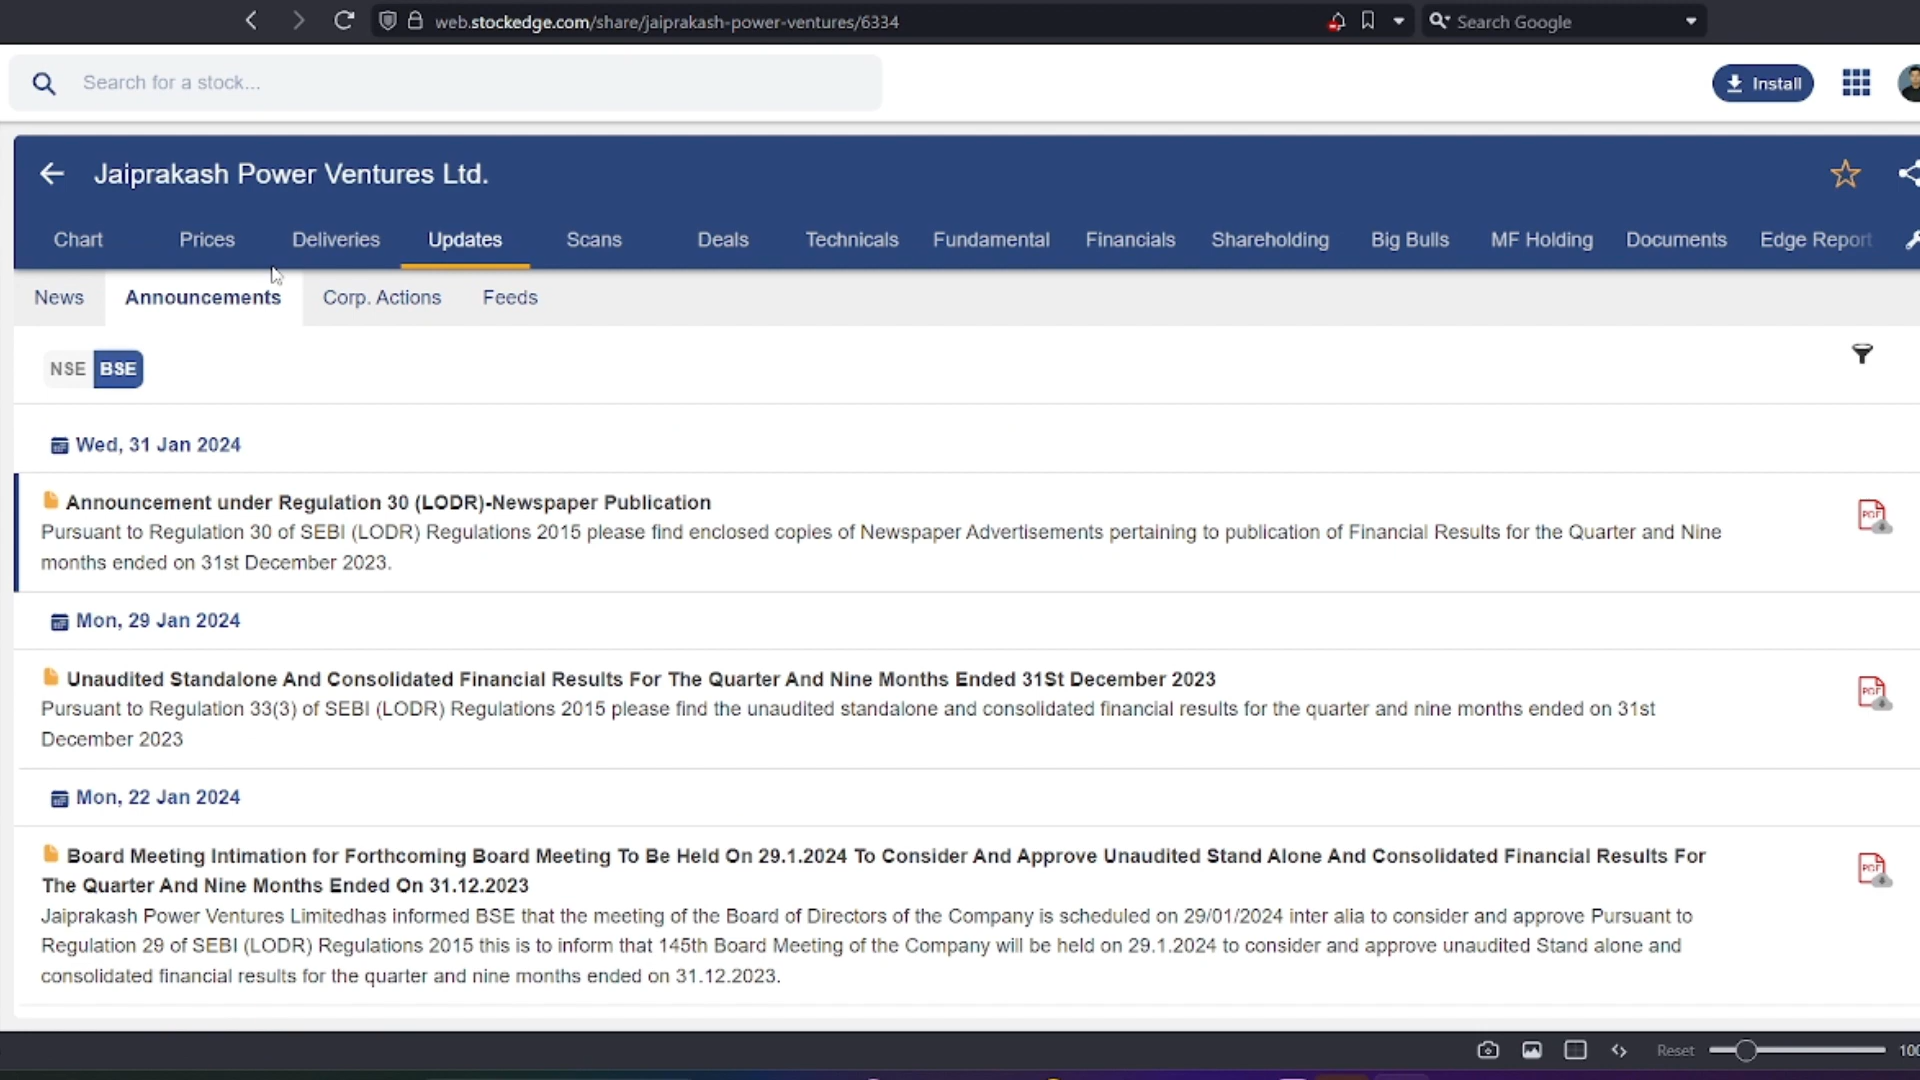 web.stockedge.com/share/jaiprakash-power-ventures/6334
Search Google
Search for a stock...
Install
Jaiprakash Power Ventures Ltd.
Chart Prices Deliveries Updates Scans Deals Technicals Fundamental Financials Shareholding Big Bulls MF Holding Documents Edge Report
News Announcements Corp. Actions Feeds
NSE BSE
Wed, 31 Jan 2024
Announcement under Regulation 30 (LODR)-Newspaper Publication
Pursuant to Regulation 30 of SEBI (LODR) Regulations 2015 please find enclosed copies of Newspaper Advertisements pertaining to publication of Financial Results for the Quarter and Nine
months ended on 31st December 2023.
PDF
Mon, 29 Jan 2024
Unaudited Standalone And Consolidated Financial Results For The Quarter And Nine Months Ended 31St December 2023
Pursuant to Regulation 33(3) of SEBI (LODR) Regulations 2015 please find the unaudited standalone and consolidated financial results for the quarter and nine months ended on 31st
December 2023
PDF
Mon, 22 Jan 2024
Board Meeting Intimation for Forthcoming Board Meeting To Be Held On 29.1.2024 To Consider And Approve Unaudited Stand Alone And Consolidated Financial Results For
The Quarter And Nine Months Ended On 31.12.2023
Jaiprakash Power Ventures Limitedhas informed BSE that the meeting of the Board of Directors of the Company is scheduled on 29/01/2024 inter alia to consider and approve Pursuant to
Regulation 29 of SEBI (LODR) Regulations 2015 this is to inform that 145th Board Meeting of the Company will be held on 29.1.2024 to consider and approve unaudited Stand alone and
consolidated financial results for the quarter and nine months ended on 31.12.2023.
PDF
Reset 100